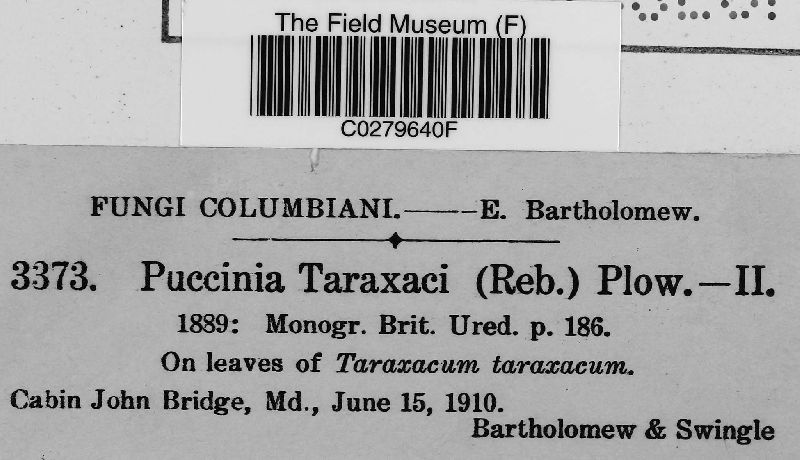 The Field Museum (F)
C0279640F
FUNGI COLUMBIANI.——E. Bartholomew.
3373. Puccinia Taraxaci (Reb.) Plow.—II.
1889: Monogr. Brit. Ured. p. 186.
On leaves of Taraxacum taraxacum.
Cabin John Bridge, Md., June 15, 1910.
Bartholomew & Swingle